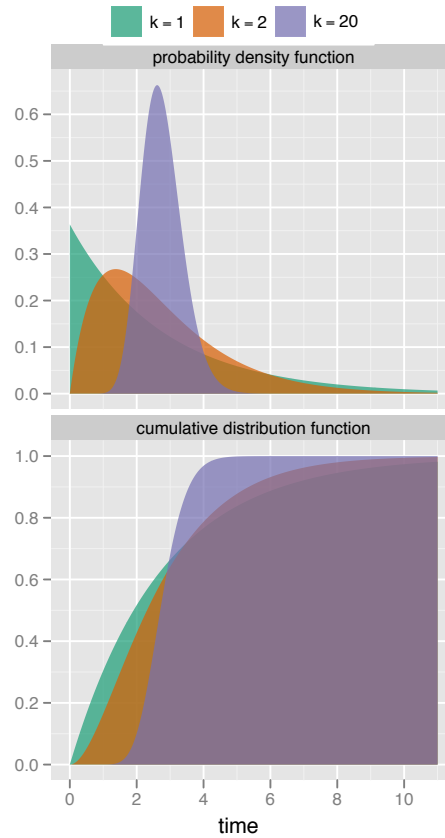 k = 1 k = 2 k = 20
probability density function
0.6
0.5
0.4
0.3
0.2
0.1
0.0
cumulative distribution function
1.0
0.8
0.6
0.4
0.2
0.0
0 2 4 6 8 10
time